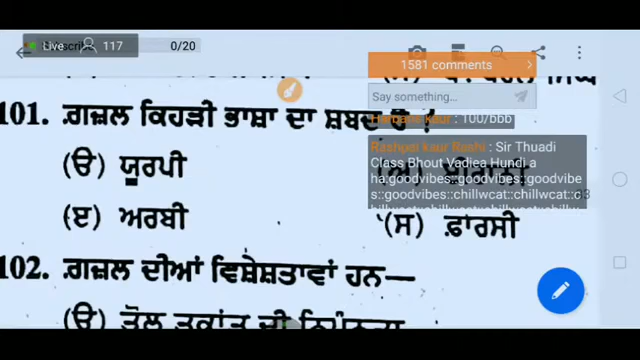 Live
117
0/20
1581 comments
Say something...
Harbans kaur : 100/bbb
Rashpal kaur Rashi : Sir Thuadi
Class Bhout Vadiea Hundi a
ha:goodvibes::goodvibes::goodvibe
s::goodvibes::chillwcat::chillwcat::c
101. ਗ਼ਜ਼ਲ ਕਿਹੜੀ ਭਾਸ਼ਾ ਦਾ ਸ਼ਬਦ ਹੈ ?
(ੳ) ਯੂਰਪੀ
(ੲ) ਅਰਬੀ
(ਸ) ਫ਼ਾਰਸੀ
102. ਗ਼ਜ਼ਲ ਦੀਆਂ ਵਿਸ਼ੇਸ਼ਤਾਵਾਂ ਹਨ—
(ੳ) ਤੋਲ ਤੁਕਾਂਤ ਦੀ